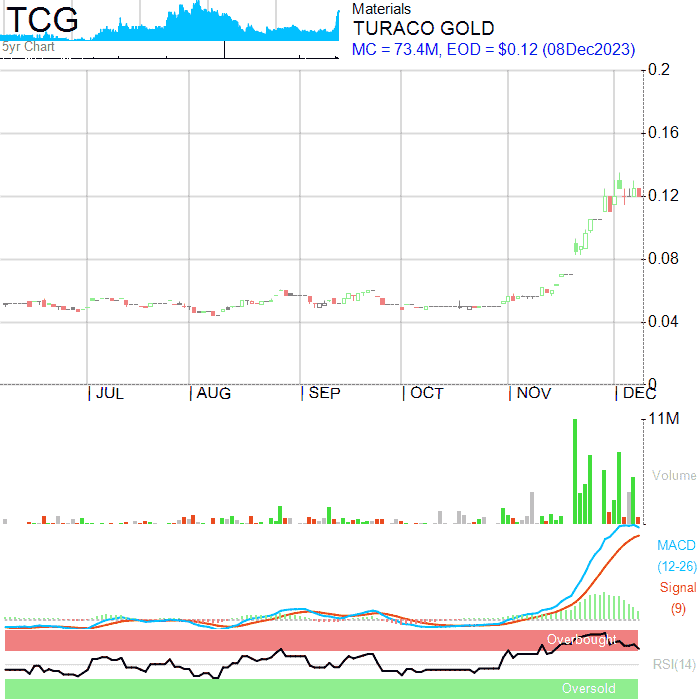 TCG
5yr Chart
Materials
TURACO GOLD
MC = 73.4M, EOD = $0.12 (08Dec2023)
0.2
0.16
0.12
0.08
0.04
0
JUL AUG SEP OCT NOV DEC
11M
Volume
MACD
(12-26)
Signal
(9)
Overbought
RSI(14)
Oversold